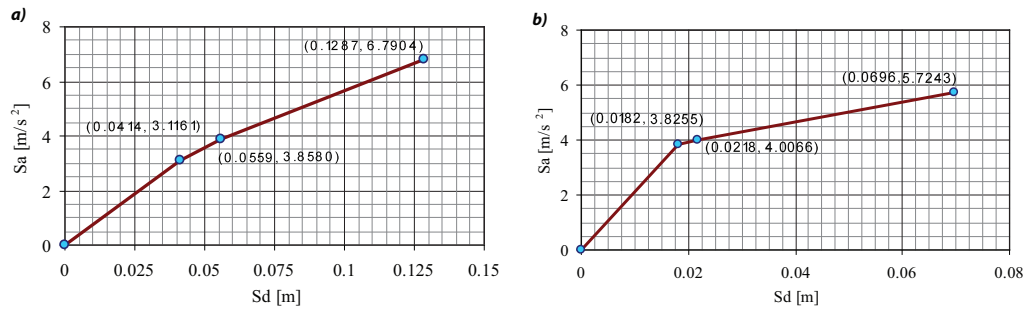 a)
8
6
4
2
0
Sa [m/s²]
(0.1287, 6.7904)
(0.0414, 3.1161)
(0.0559, 3.8580)
0 0.025 0.05 0.075 0.1 0.125 0.15
Sd [m]
b)
8
6
4
2
0
Sa [m/s²]
(0.0696, 5.7243)
(0.0182, 3.8255)
(0.0218, 4.0066)
0 0.02 0.04 0.06 0.08
Sd [m]